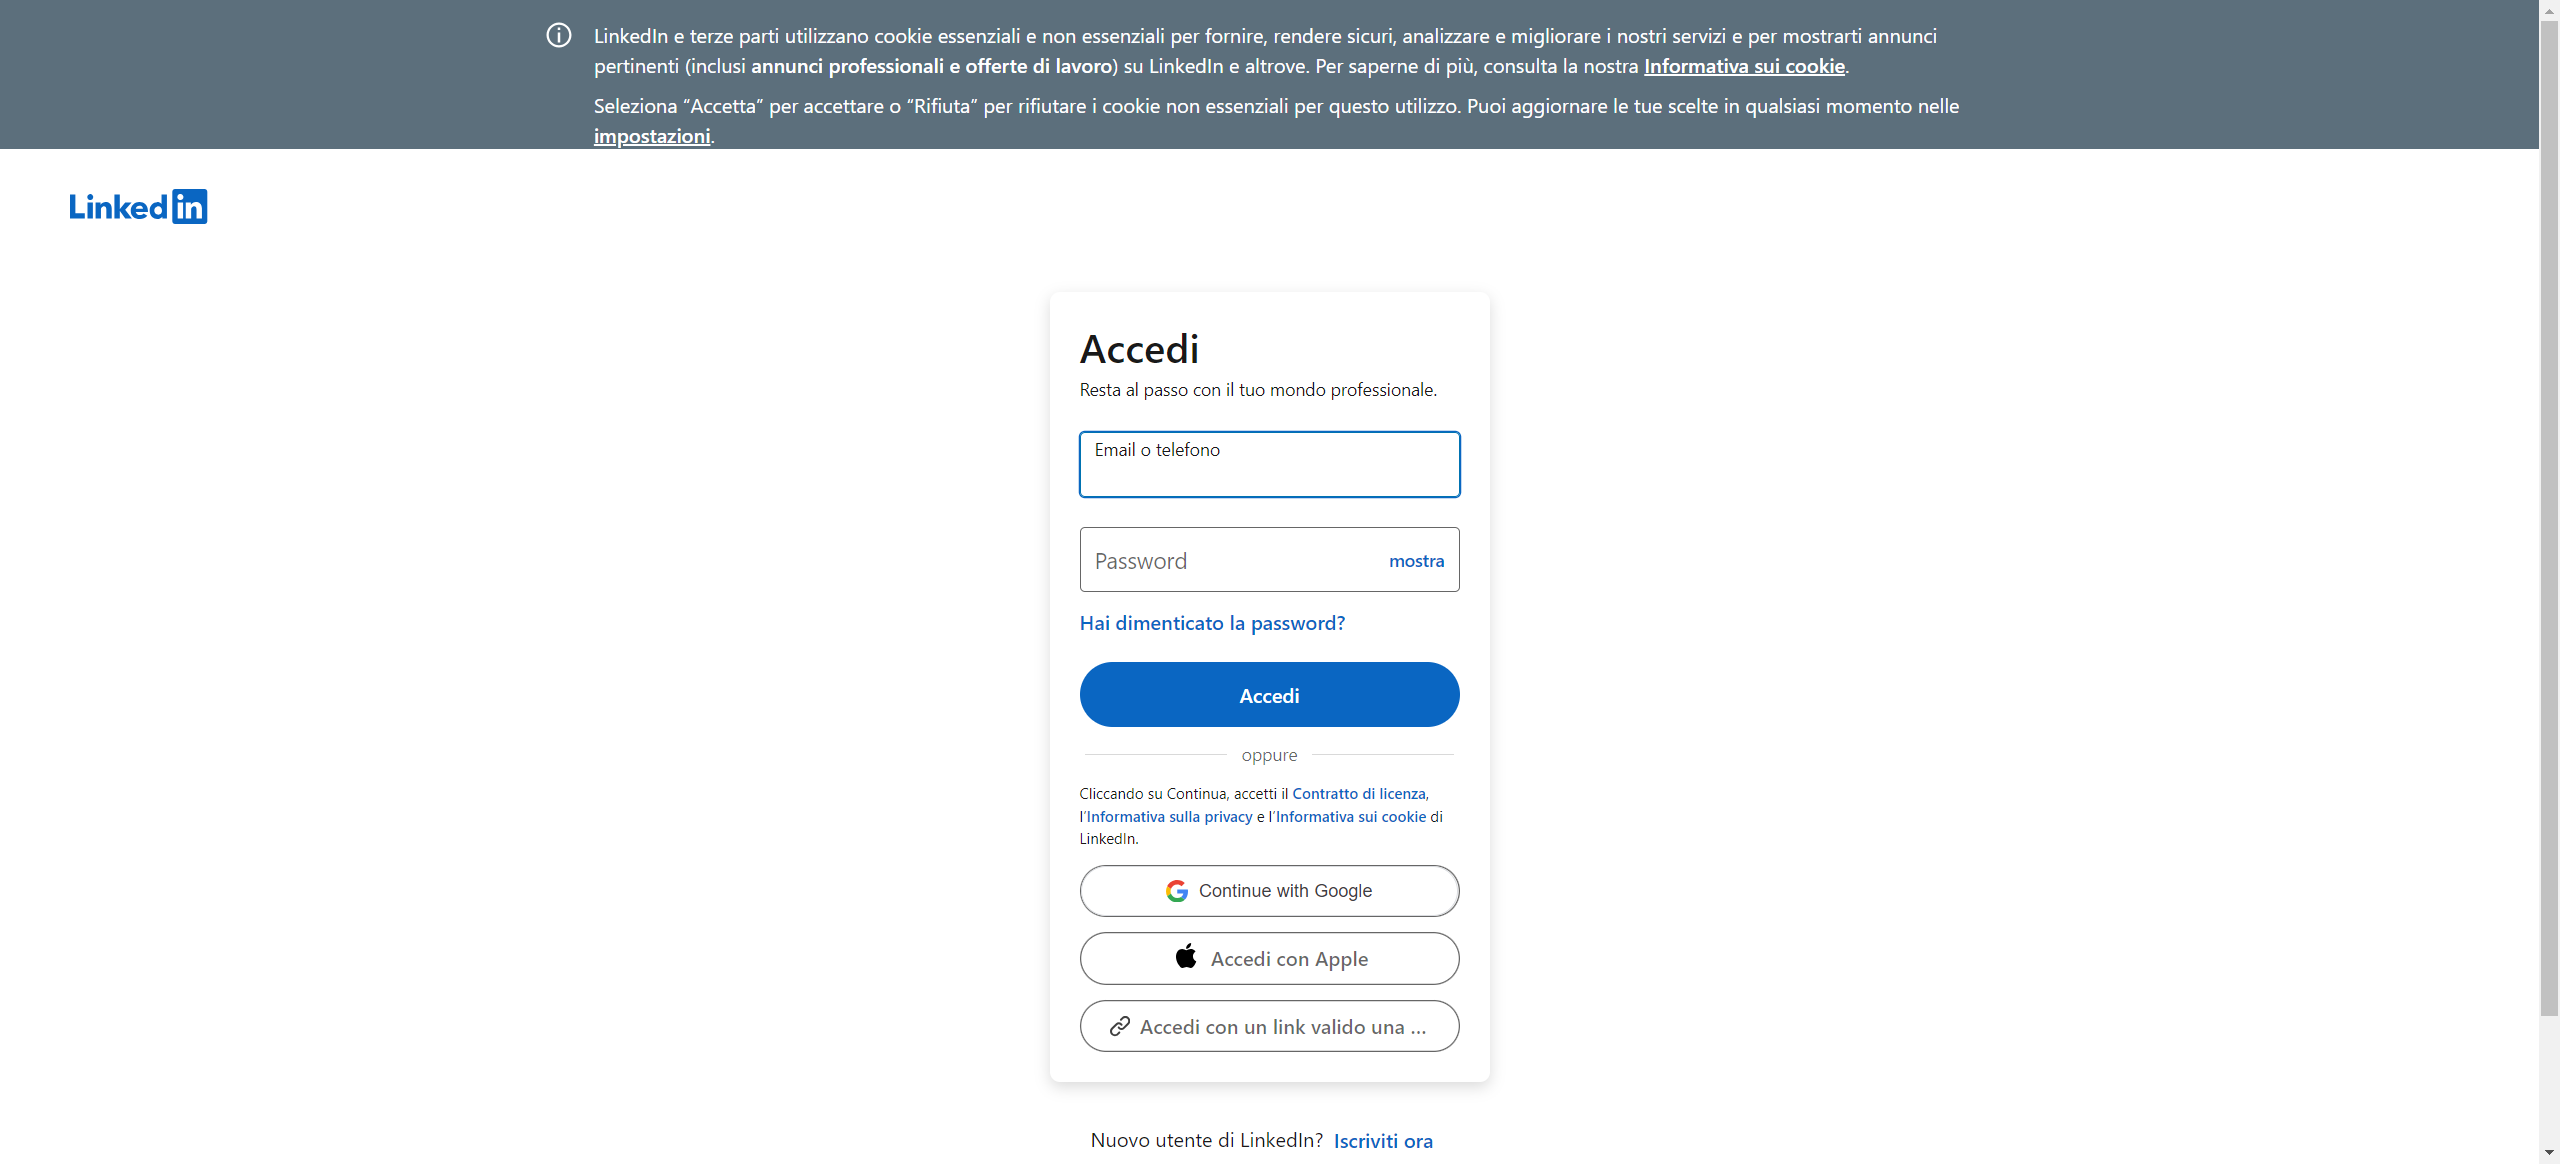 LinkedIn e terze parti utilizzano cookie essenziali e non essenziali per fornire, rendere sicuri, analizzare e migliorare i nostri servizi e per mostrarti annunci
pertinenti (inclusi annunci professionali e offerte di lavoro) su LinkedIn e altrove. Per saperne di più, consulta la nostra Informativa sui cookie.
Seleziona “Accetta” per accettare o “Rifiuta” per rifiutare i cookie non essenziali per questo utilizzo. Puoi aggiornare le tue scelte in qualsiasi momento nelle
impostazioni.
Linkedin
Accedi
Resta al passo con il tuo mondo professionale.
Email o telefono
Password mostra
Hai dimenticato la password?
Accedi
oppure
Cliccando su Continua, accetti il Contratto di licenza,
l’Informativa sulla privacy e l’Informativa sui cookie di
LinkedIn.
Continue with Google
Accedi con Apple
Accedi con un link valido una ...
Nuovo utente di LinkedIn? Iscriviti ora